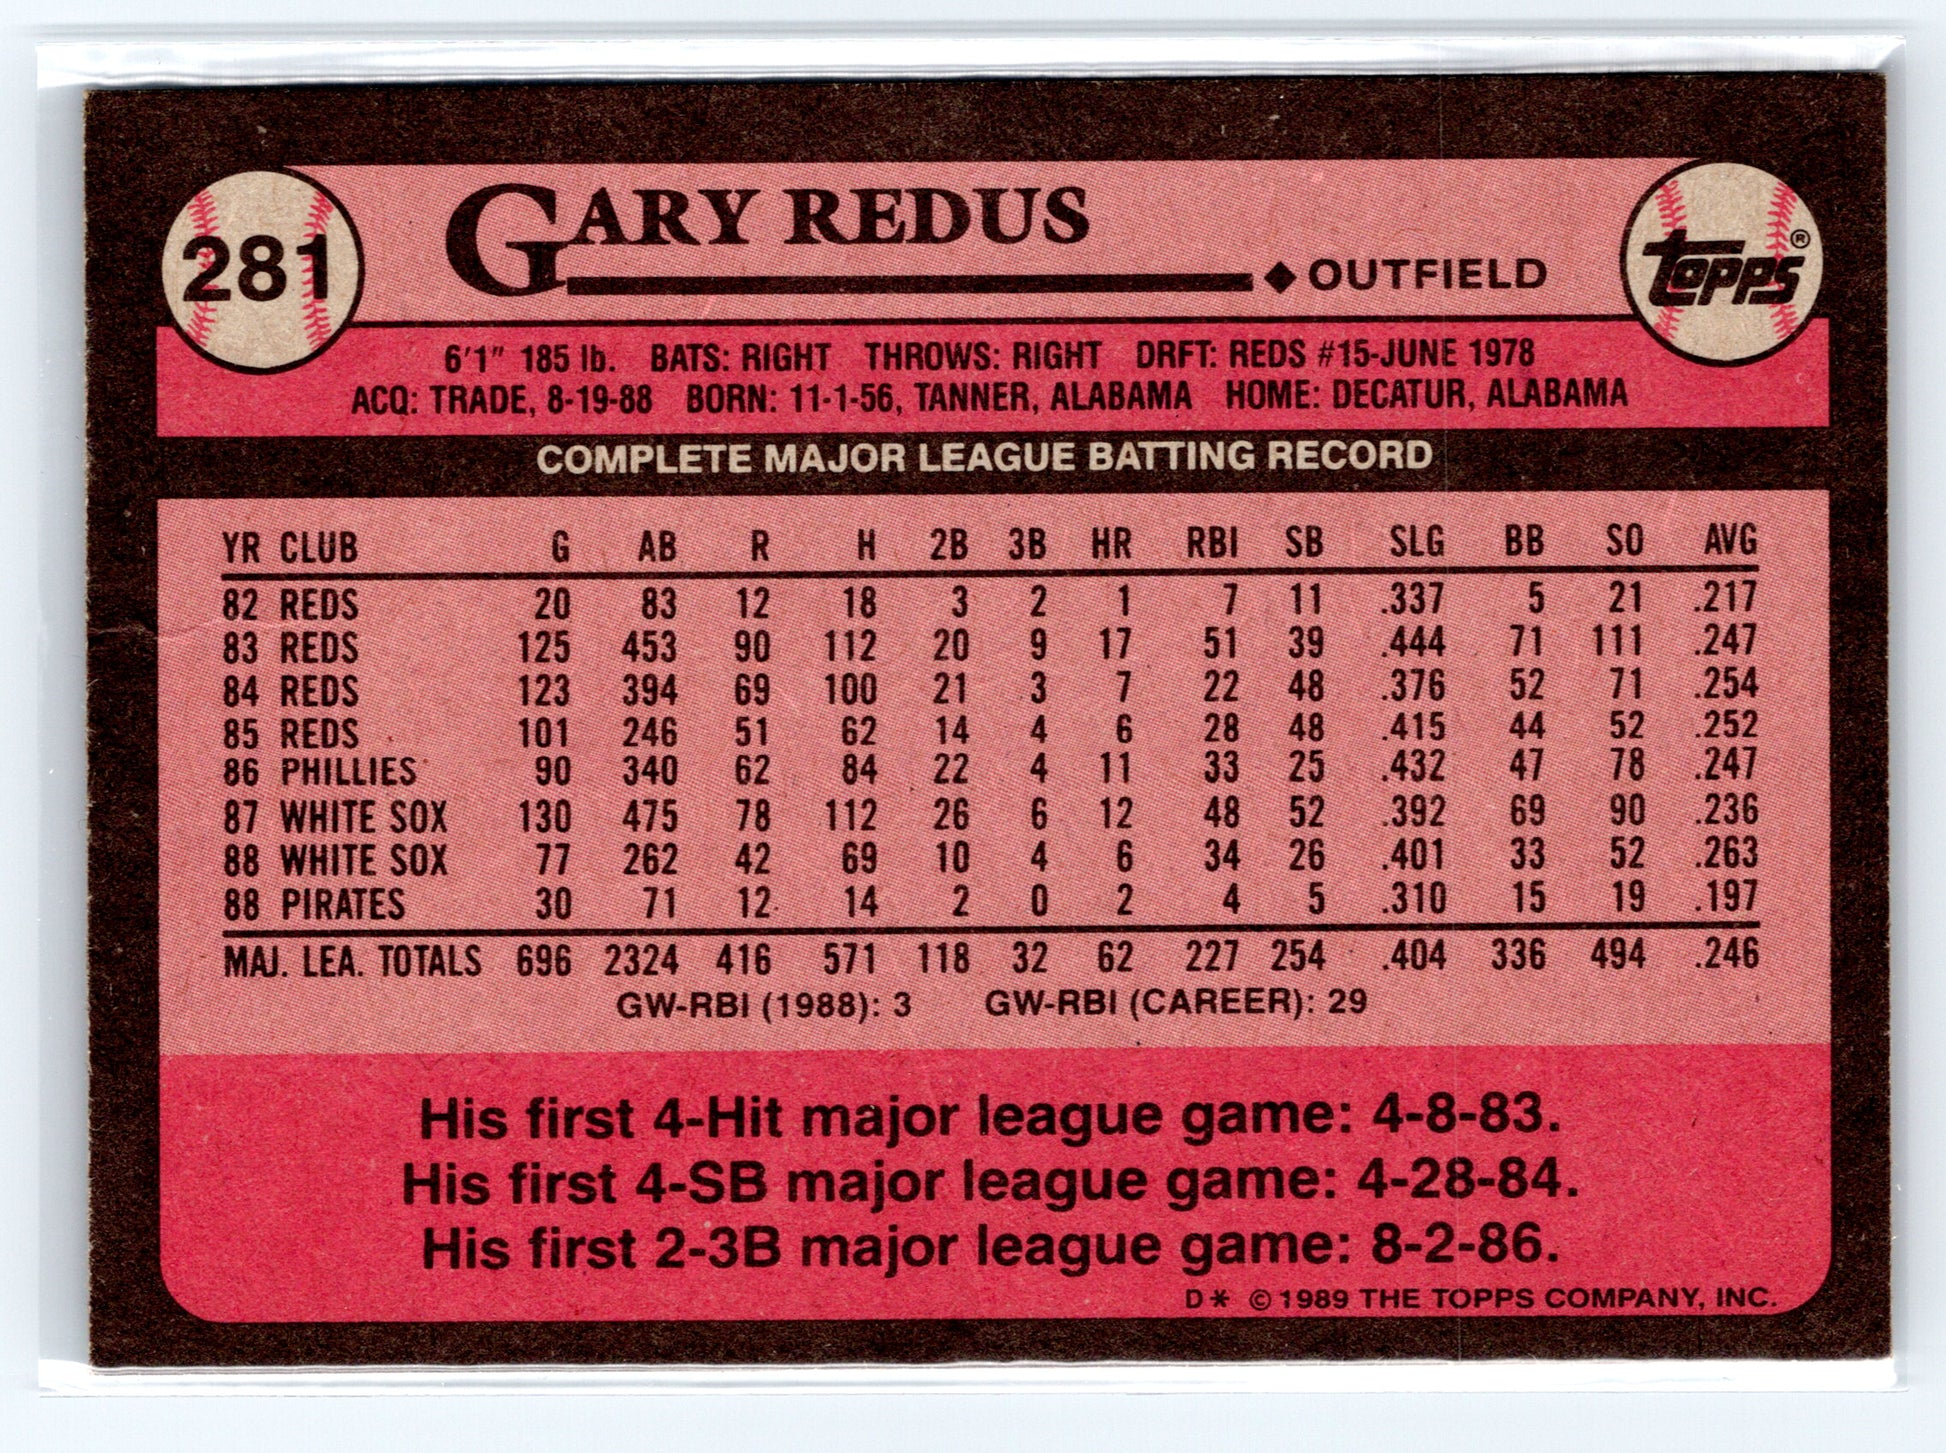 281
GARY REDUS
◆OUTFIELD
topps®
6'1" 185 lb. BATS: RIGHT THROWS: RIGHT DRFT: REDS #15-JUNE 1978
ACQ: TRADE, 8-19-88 BORN: 11-1-56, TANNER, ALABAMA HOME: DECATUR, ALABAMA
COMPLETE MAJOR LEAGUE BATTING RECORD
YR CLUB G AB R H 2B 3B HR RBI SB SLG BB SO AVG
82 REDS 20 83 12 18 3 2 1 7 11 .337 5 21 .217
83 REDS 125 453 90 112 20 9 17 51 39 .444 71 111 .247
84 REDS 123 394 69 100 21 3 7 22 48 .376 52 71 .254
85 REDS 101 246 51 62 14 4 6 28 48 .415 44 52 .252
86 PHILLIES 90 340 62 84 22 4 11 33 25 .432 47 78 .247
87 WHITE SOX 130 475 78 112 26 6 12 48 52 .392 69 90 .236
88 WHITE SOX 77 262 42 69 10 4 6 34 26 .401 33 52 .263
88 PIRATES 30 71 12 14 2 0 2 4 5 .310 15 19 .197
MAJ. LEA. TOTALS 696 2324 416 571 118 32 62 227 254 .404 336 494 .246
GW-RBI (1988): 3 GW-RBI (CAREER): 29
His first 4-Hit major league game: 4-8-83.
His first 4-SB major league game: 4-28-84.
His first 2-3B major league game: 8-2-86.
D* © 1989 THE TOPPS COMPANY, INC.